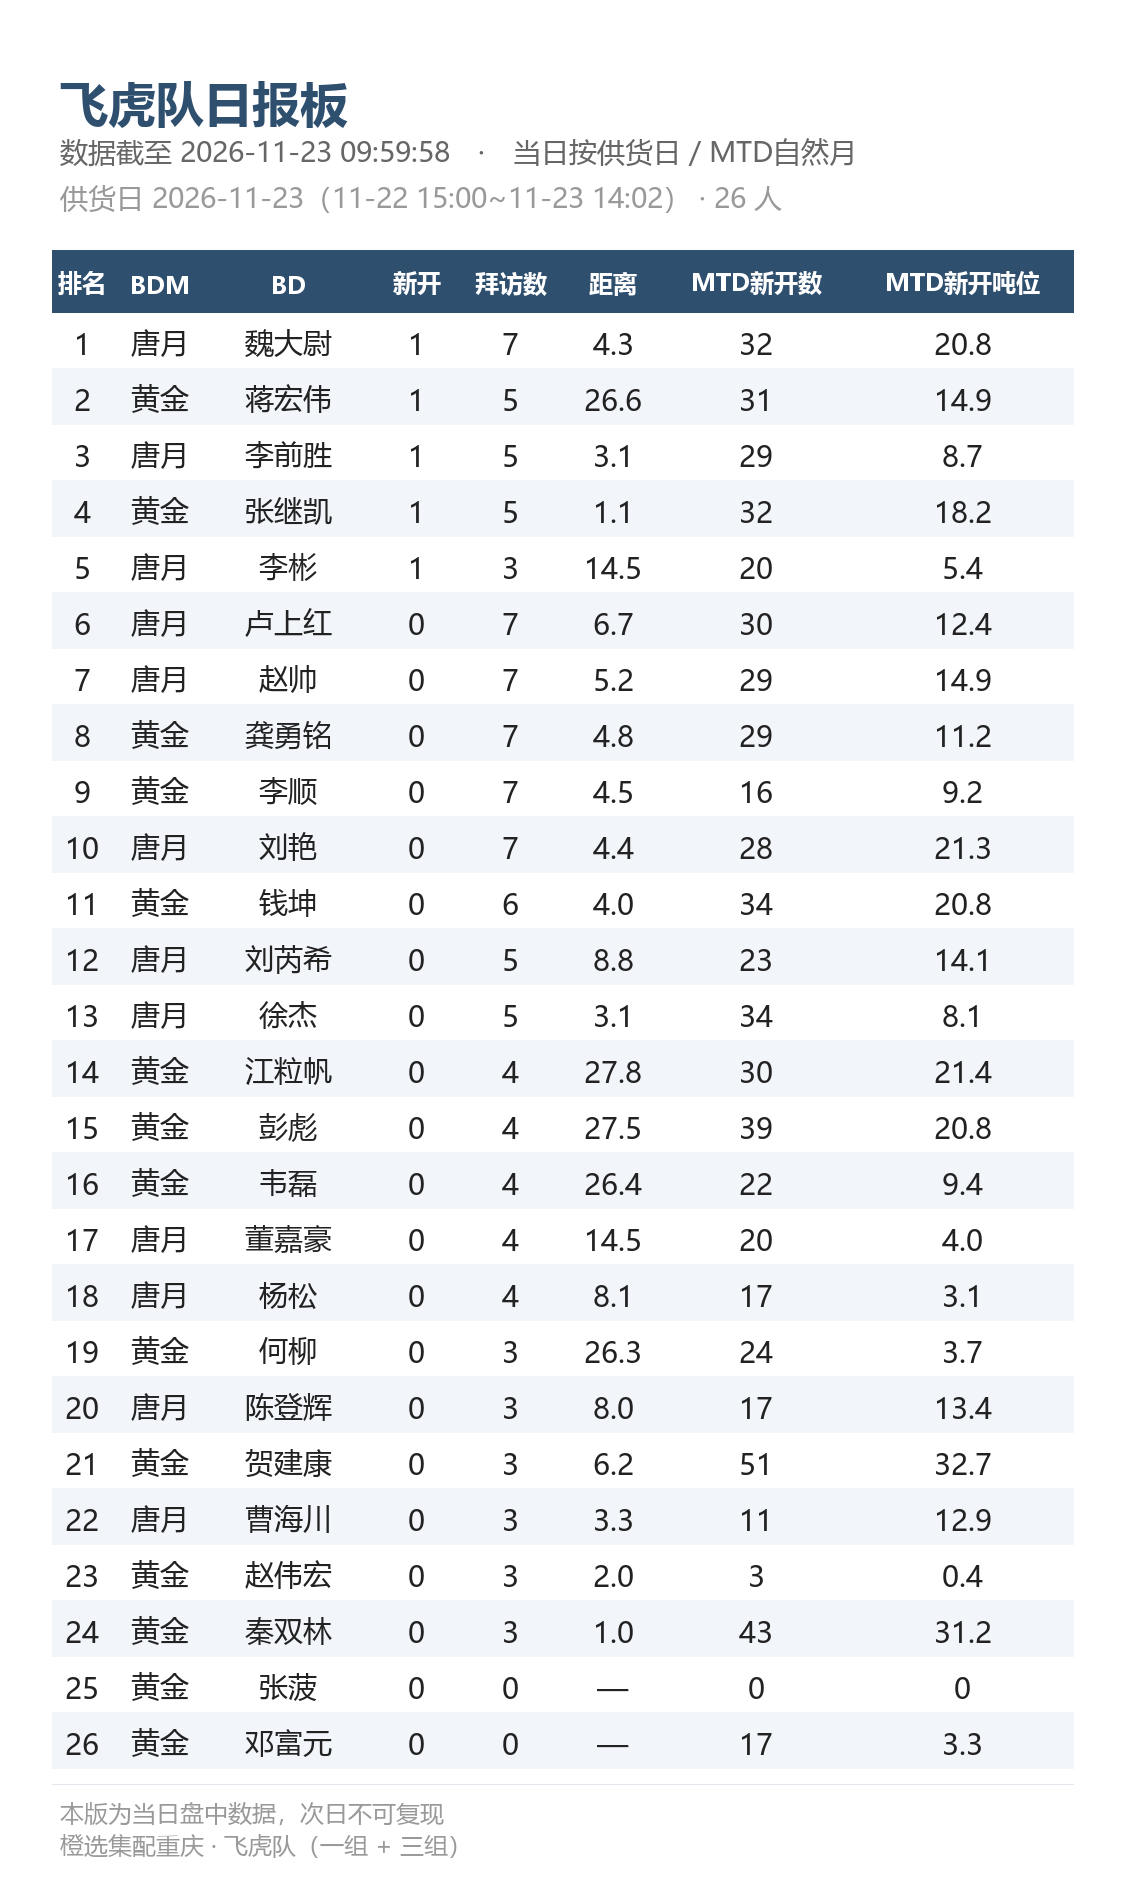 飞虎队日报板
数据截至 2026-11-23 09:59:58 · 当日按供货日 / MTD自然月
供货日 2026-11-23（11-22 15:00~11-23 14:02）· 26 人
排名 BDM BD 新开 拜访数 距离 MTD新开数 MTD新开吨位
1 唐月 魏大尉 1 7 4.3 32 20.8
2 黄金 蒋宏伟 1 5 26.6 31 14.9
3 唐月 李前胜 1 5 3.1 29 8.7
4 黄金 张继凯 1 5 1.1 32 18.2
5 唐月 李彬 1 3 14.5 20 5.4
6 唐月 卢上红 0 7 6.7 30 12.4
7 唐月 赵帅 0 7 5.2 29 14.9
8 黄金 龚勇铭 0 7 4.8 29 11.2
9 黄金 李顺 0 7 4.5 16 9.2
10 唐月 刘艳 0 7 4.4 28 21.3
11 黄金 钱坤 0 6 4.0 34 20.8
12 唐月 刘芮希 0 5 8.8 23 14.1
13 唐月 徐杰 0 5 3.1 34 8.1
14 黄金 江粒帆 0 4 27.8 30 21.4
15 黄金 彭彪 0 4 27.5 39 20.8
16 黄金 韦磊 0 4 26.4 22 9.4
17 唐月 董嘉豪 0 4 14.5 20 4.0
18 唐月 杨松 0 4 8.1 17 3.1
19 黄金 何柳 0 3 26.3 24 3.7
20 唐月 陈登辉 0 3 8.0 17 13.4
21 黄金 贺建康 0 3 6.2 51 32.7
22 唐月 曹海川 0 3 3.3 11 12.9
23 黄金 赵伟宏 0 3 2.0 3 0.4
24 黄金 秦双林 0 3 1.0 43 31.2
25 黄金 张菠 0 0 — 0 0
26 黄金 邓富元 0 0 — 17 3.3
本版为当日盘中数据，次日不可复现
橙选集配重庆 · 飞虎队（一组 + 三组）